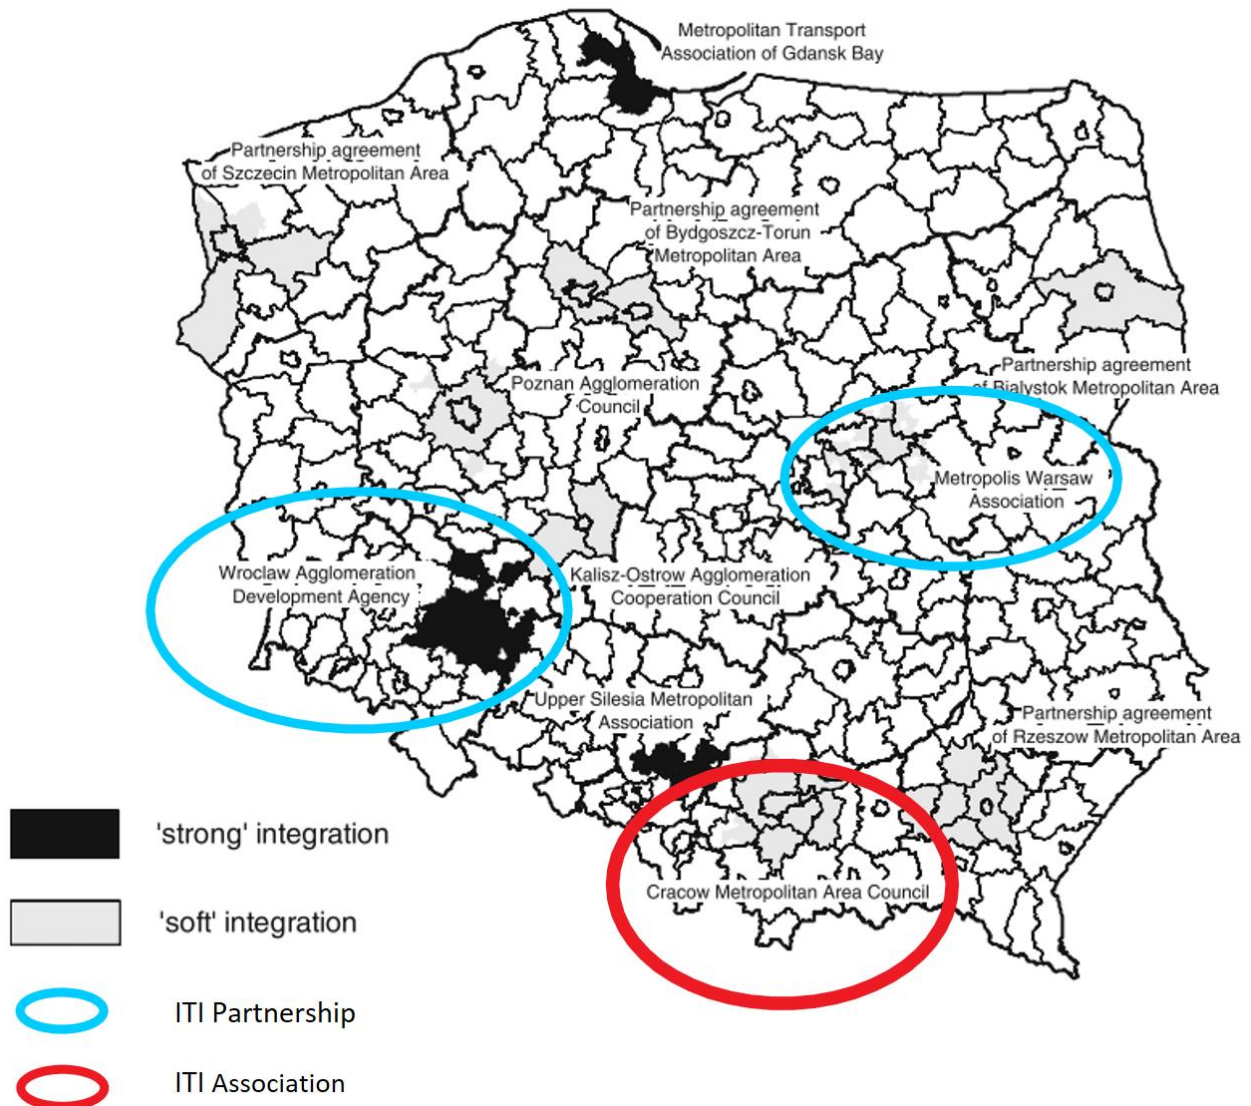 Metropolitan Transport
Association of Gdansk Bay
Partnership agreement
of Szczecin Metropolitan Area
Partnership agreement
of Bydgoszcz-Torun
Metropolitan Area
Partnership agreement
of Bialystok Metropolitan Area
Poznan Agglomeration
Council
Metropolis Warsaw
Association
Wroclaw Agglomeration
Development Agency
Kalisz-Ostrow Agglomeration
Cooperation Council
Upper Silesia Metropolitan
Association
Partnership agreement
of Rzeszow Metropolitan Area
Cracow Metropolitan Area Council
'strong' integration
'soft' integration
ITI Partnership
ITI Association